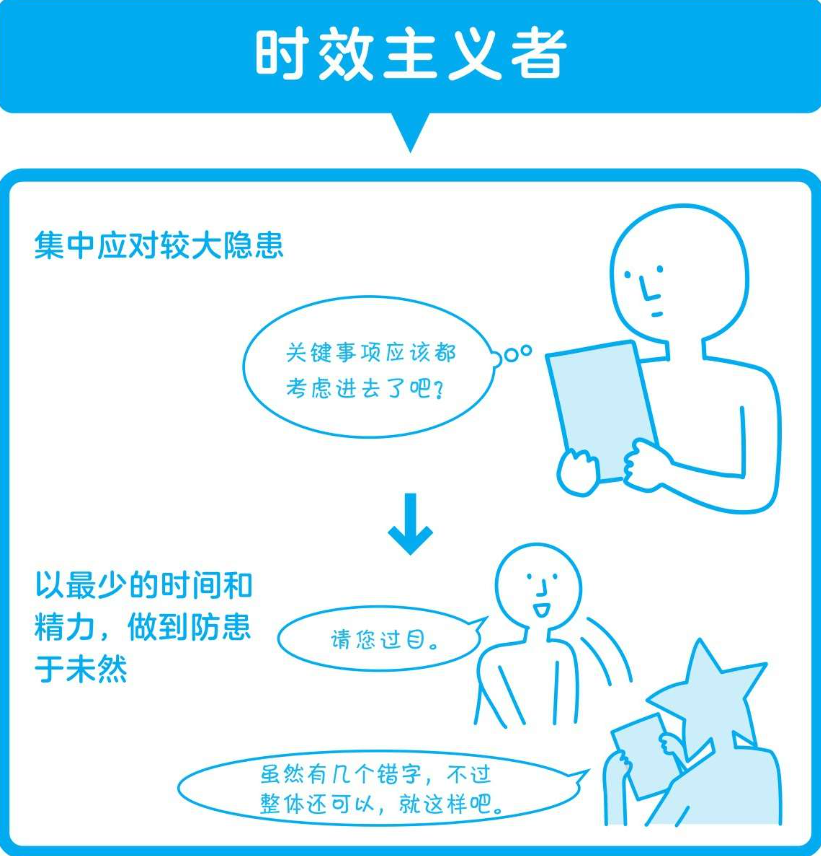 时效主义者
集中应对较大隐患
关键事项应该都
考虑进去了吧？
以最少的时间和
精力，做到防患
于未然
请您过目。
虽然有几个错字，不过
整体还可以，就这样吧。